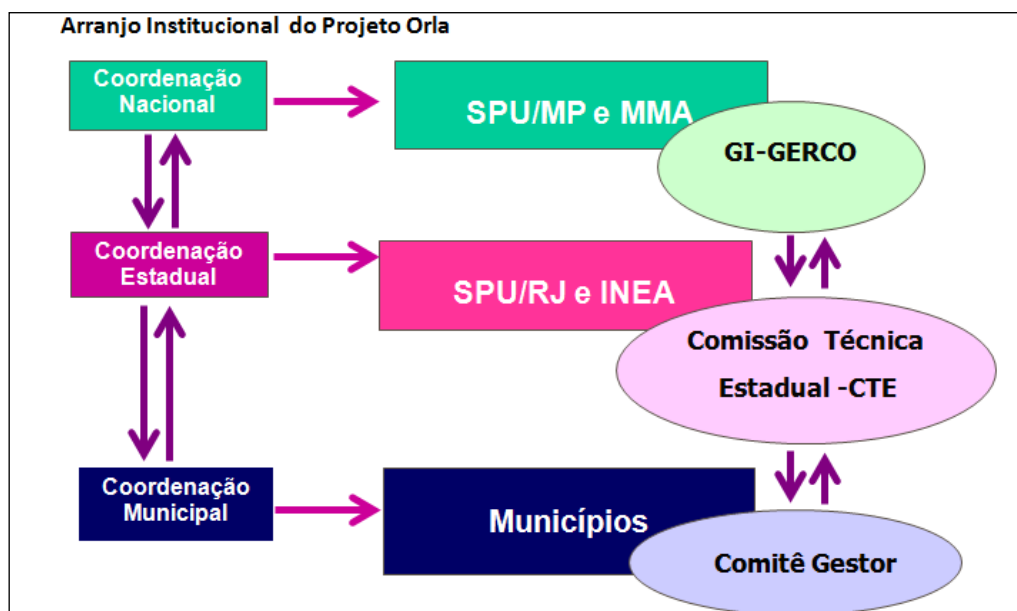 Arranjo Institucional do Projeto Orla
Coordenação
Nacional
SPU/MP e MMA
GI-GERCO
Coordenação
Estadual
SPU/RJ e INEA
Comissão Técnica
Estadual -CTE
Coordenação
Municipal
Municípios
Comitê Gestor